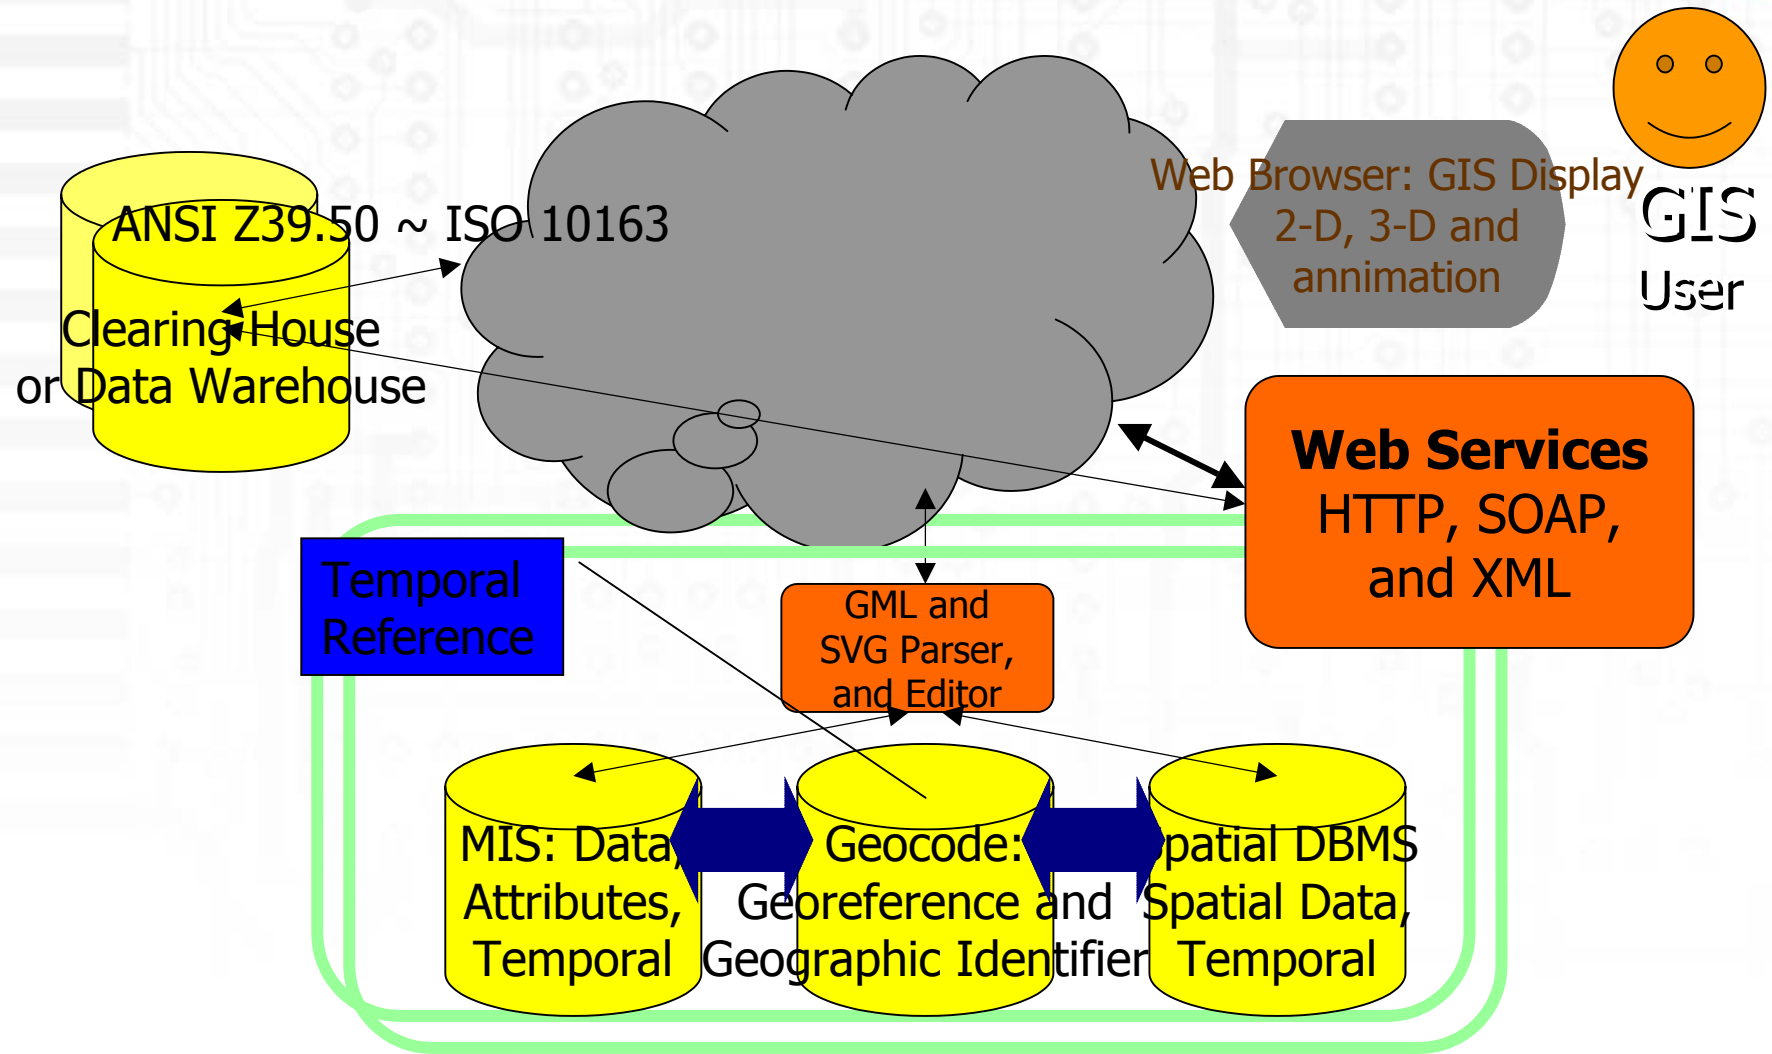 Web Browser: GIS Display
2-D, 3-D and
annimation
GIS
User
ANSI Z39.50 ~ ISO 10163
Clearing House
or Data Warehouse
Web Services
HTTP, SOAP,
and XML
Temporal
Reference
GML and
SVG Parser,
and Editor
MIS: Data,
Attributes,
Temporal
Geocode:
Georeference and
Geographic Identifier
Spatial DBMS
Spatial Data,
Temporal